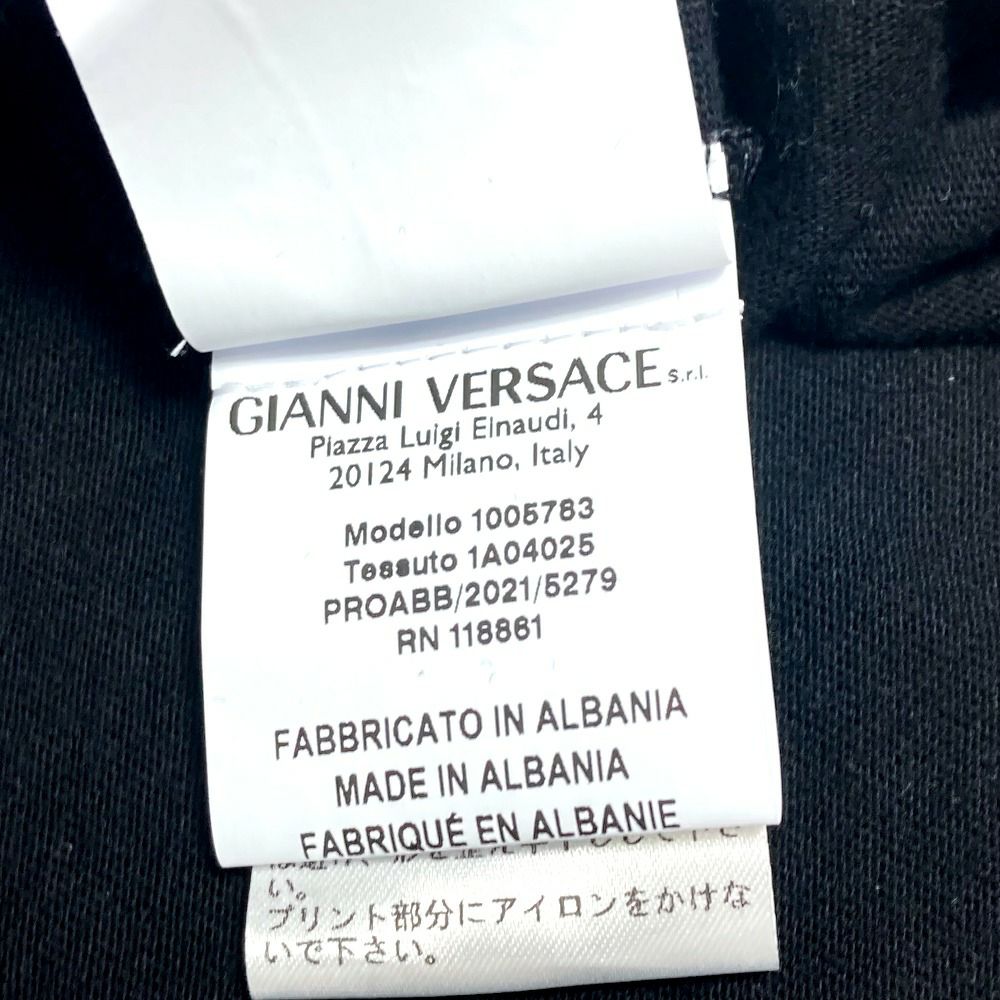 GIANNI VERSACE s.r.l.
Piazza Luigi Einaudi, 4
20124 Milano, Italy
Modello 1005783
Tessuto 1A04025
PROABB/2021/5279
RN 118861
FABBRICATO IN ALBANIA
MADE IN ALBANIA
FABRIQUÉ EN ALBANIE
い。
プリント部分にアイロンをかけな
いで下さい。